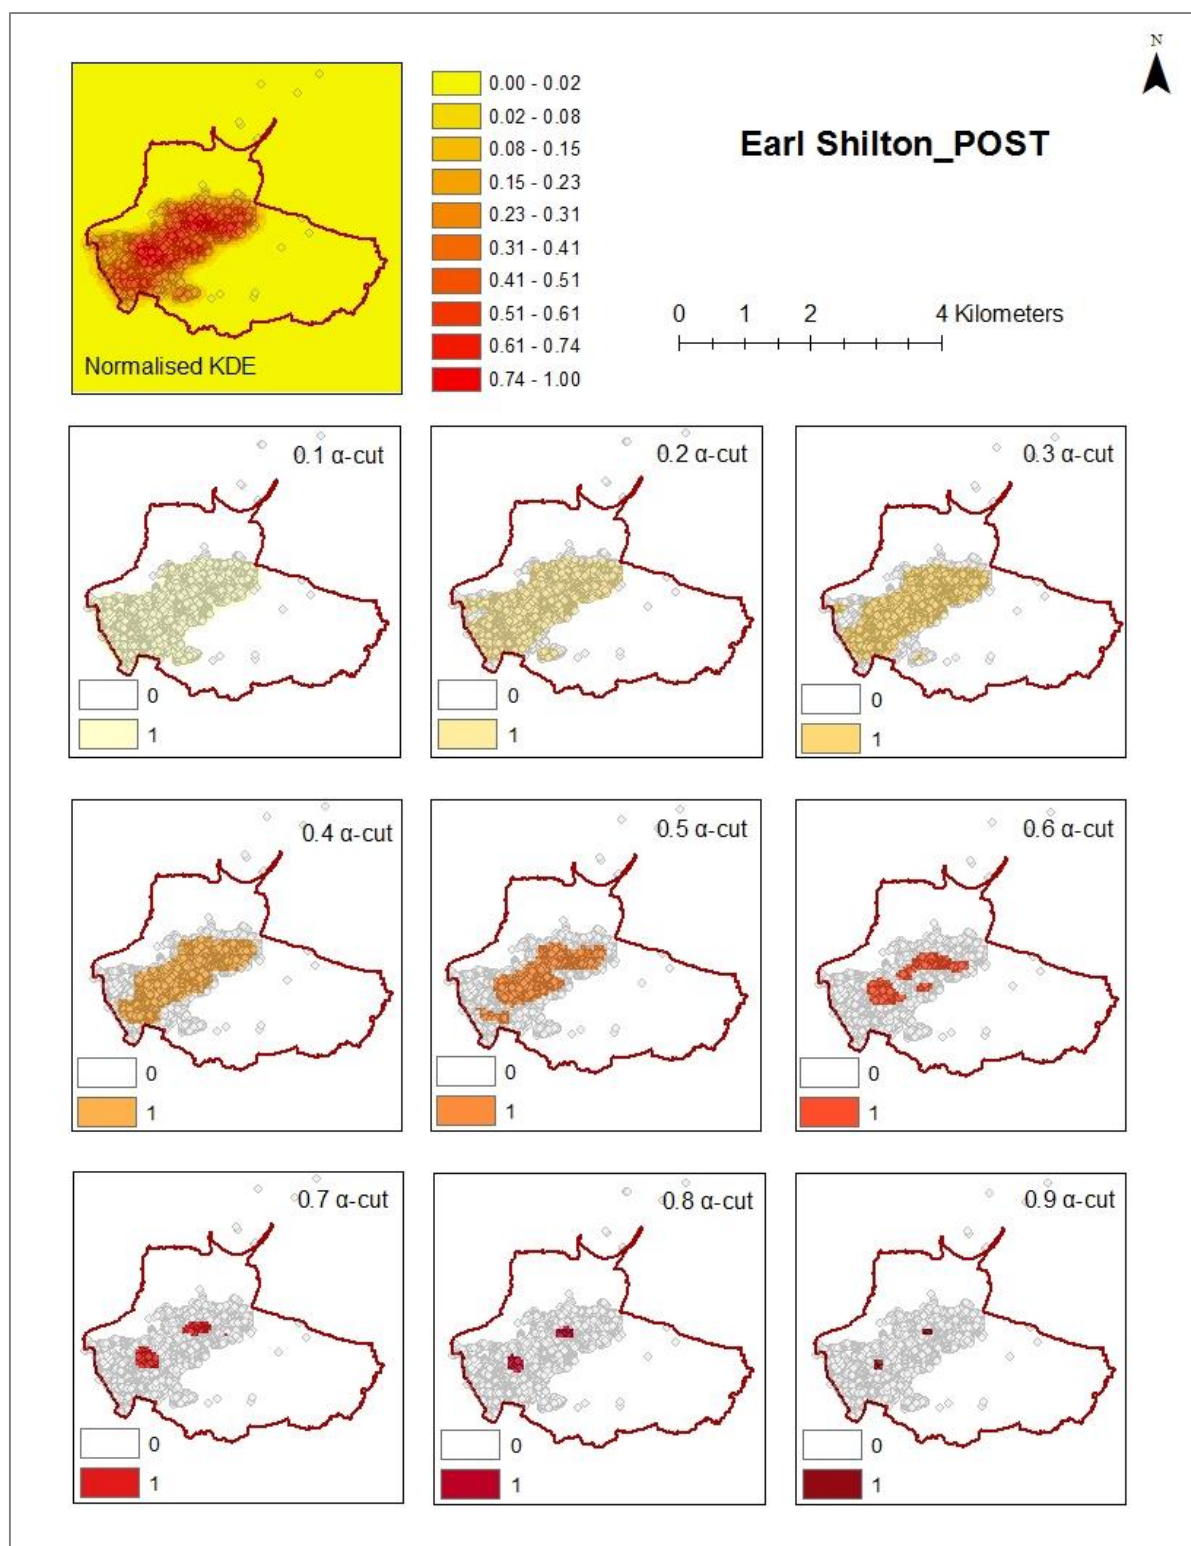 N
Earl Shilton_POST
0.00 - 0.02
0.02 - 0.08
0.08 - 0.15
0.15 - 0.23
0.23 - 0.31
0.31 - 0.41
0.41 - 0.51
0.51 - 0.61
0.61 - 0.74
0.74 - 1.00
0 1 2 4 Kilometers
Normalised KDE
0.1 α-cut
0
1
0.2 α-cut
0
1
0.3 α-cut
0
1
0.4 α-cut
0
1
0.5 α-cut
0
1
0.6 α-cut
0
1
0.7 α-cut
0
1
0.8 α-cut
0
1
0.9 α-cut
0
1